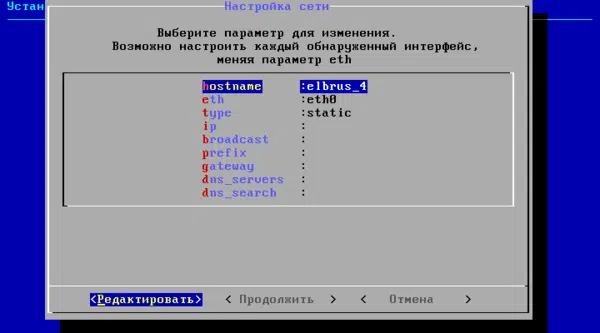 Устан
Настройка сети
Выберите параметр для изменения.
Возможно настроить каждый обнаруженный интерфейс,
меняя параметр eth
hostname :elbrus_4
eth :eth0
type :static
ip :
broadcast :
prefix :
gateway :
dns_servers :
dns_search :
<Редактировать> < Продолжить > < Отмена >